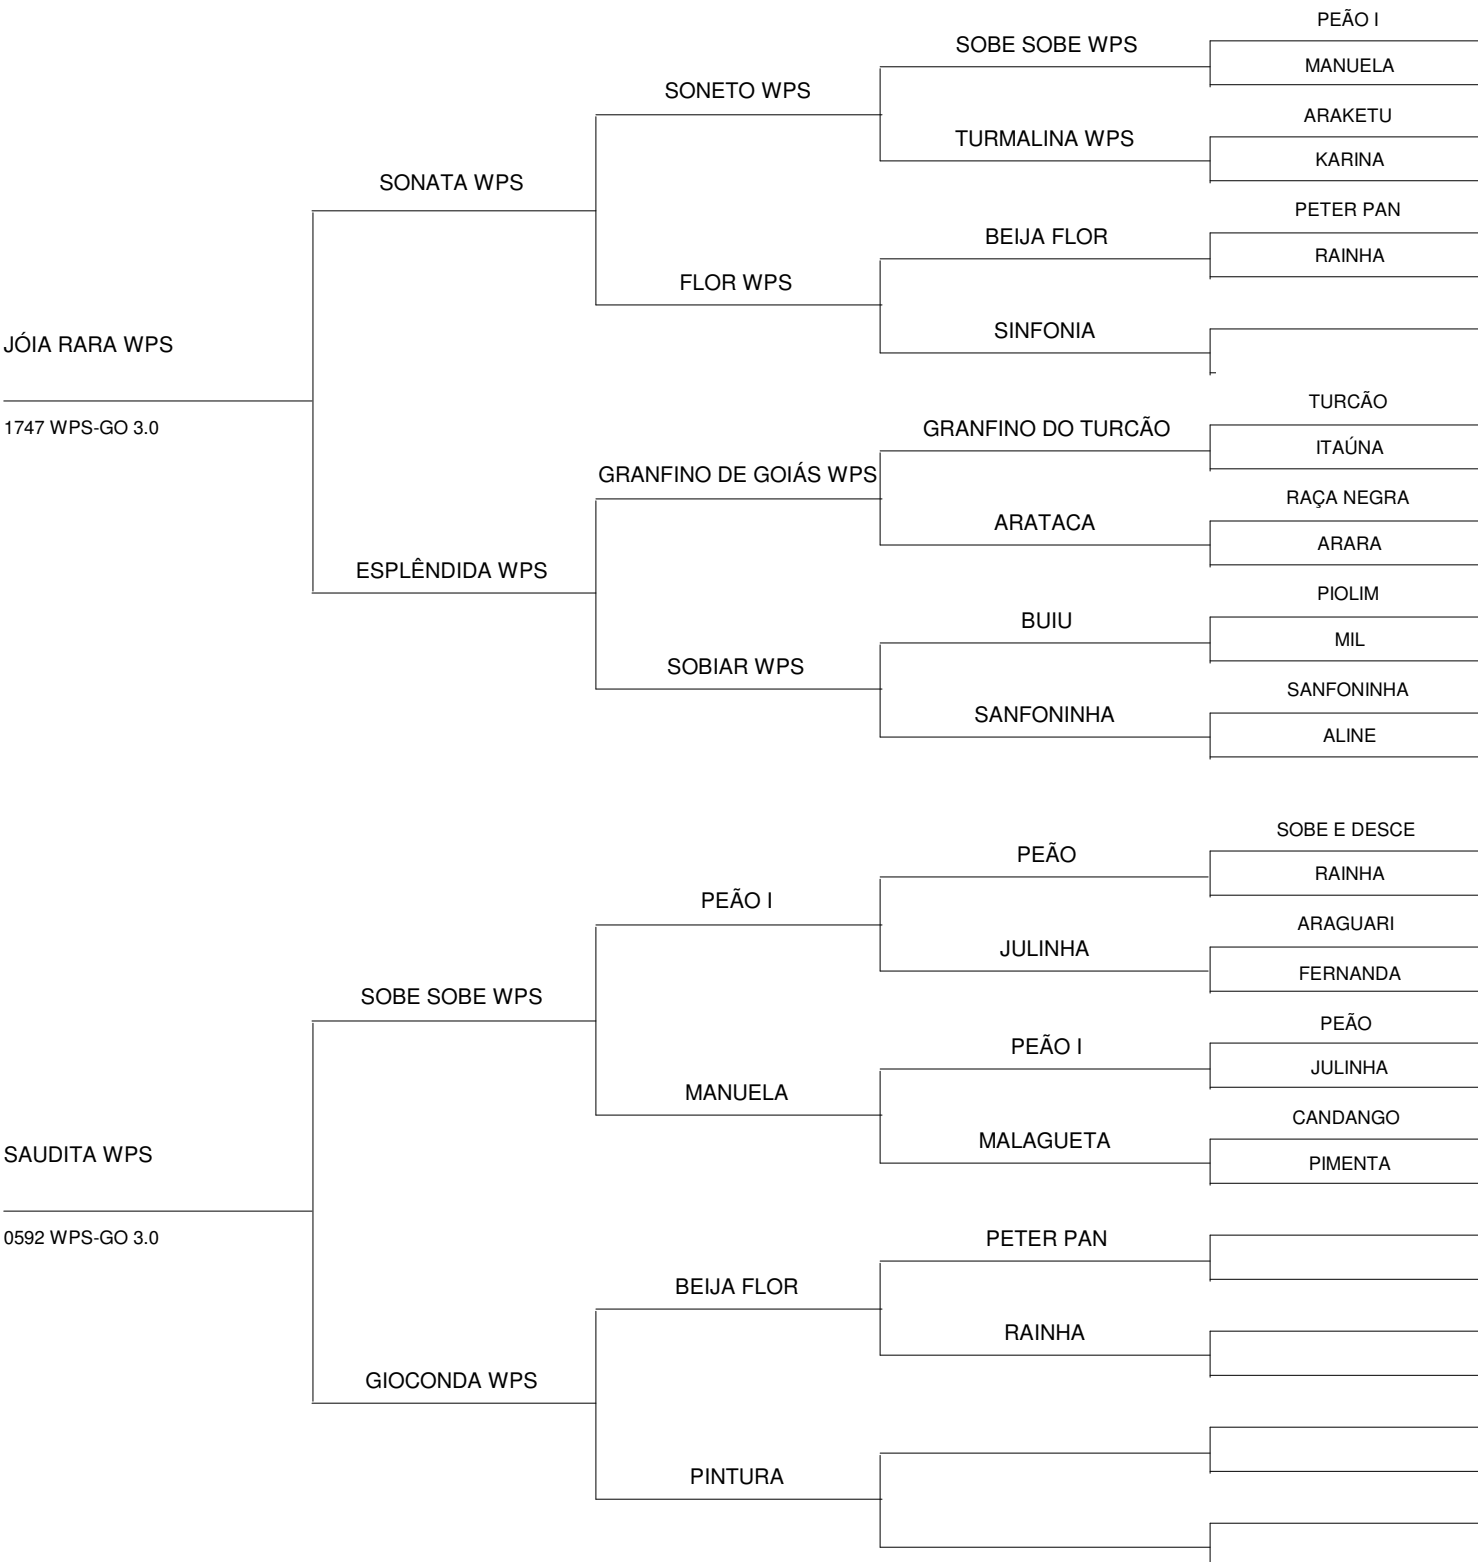 PEÃO I
SOBE SOBE WPS
MANUELA
SONETO WPS
ARAKETU
TURMALINA WPS
KARINA
SONATA WPS
PETER PAN
BEIJA FLOR
RAINHA
FLOR WPS
SINFONIA
JÓIA RARA WPS
TURCÃO
1747 WPS-GO 3.0
GRANFINO DO TURCÃO
ITAÚNA
GRANFINO DE GOIÁS WPS
RAÇA NEGRA
ARATACA
ARARA
ESPLÊNDIDA WPS
PIOLIM
BUIU
MIL
SOBIAR WPS
SANFONINHA
SANFONINHA
ALINE
SOBE E DESCE
PEÃO
RAINHA
PEÃO I
ARAGUARI
JULINHA
FERNANDA
SOBE SOBE WPS
PEÃO
PEÃO I
JULINHA
MANUELA
CANDANGO
MALAGUETA
SAUDITA WPS
PIMENTA
0592 WPS-GO 3.0
PETER PAN
BEIJA FLOR
RAINHA
GIOCONDA WPS
PINTURA